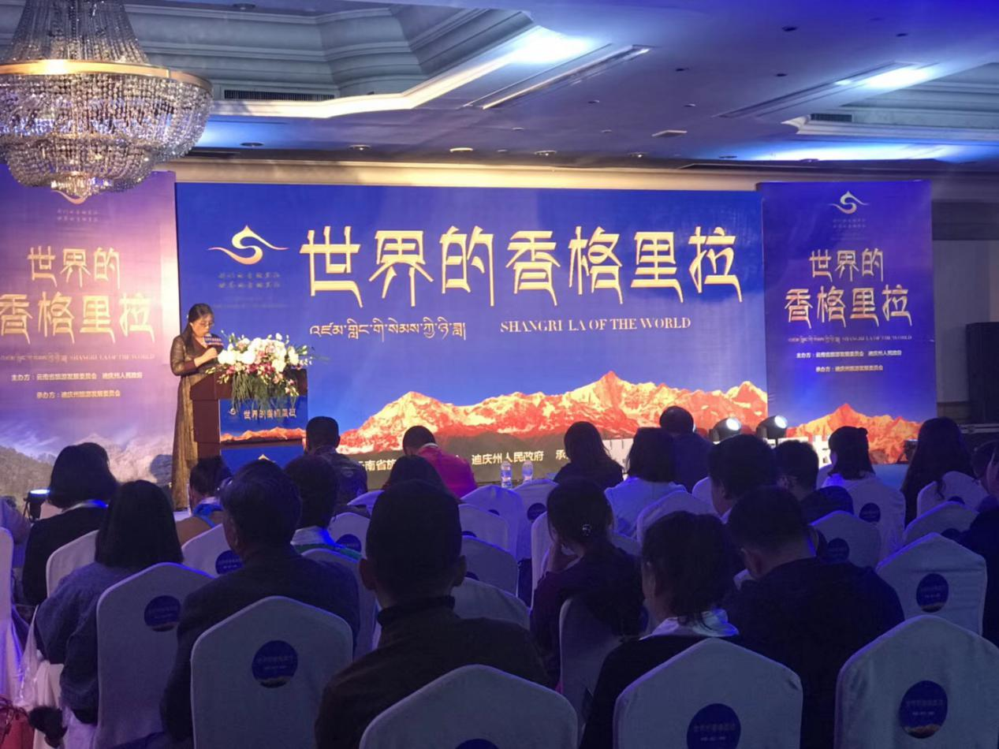 世界的香格里拉
འཛམ་གླིང་གི་སེམས་ཀྱི་ཉི་ཟླ།
SHANGRI LA OF THE WORLD
世界的
香格里拉
SHANGRI LA OF THE WORLD
主办方：云南省旅游发展委员会 迪庆州人民政府
承办方：迪庆州旅游发展委员会
世界的香格里拉
南省旅
迪庆州人民政府 承
世界的
香格里拉
འཛམ་གླིང་གི་སེམས་ཀྱི་ཉི་ཟླ། SHANGRI LA OF THE WORLD
主办方：云南省旅游发展委员会 迪庆州人民政府
承办方：迪庆州旅游发展委员会